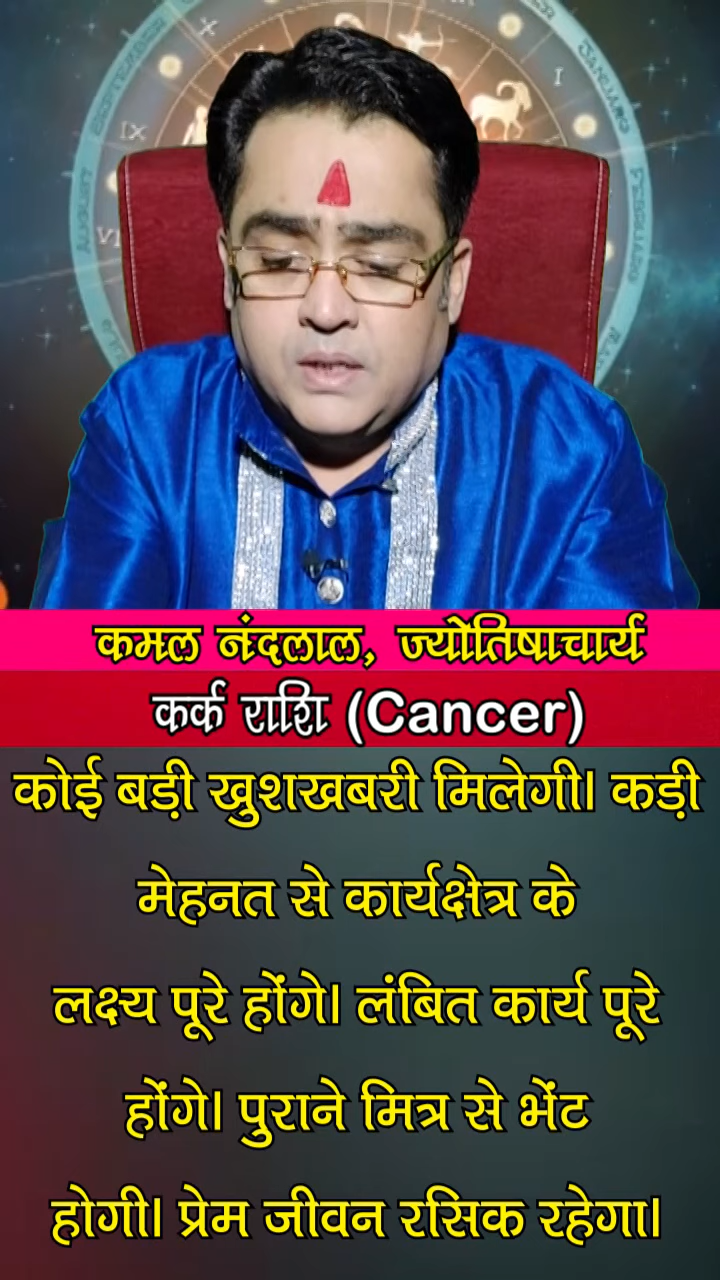 कमल नंदलाल, ज्योतिषाचार्य
कर्क राशि (Cancer)
कोई बड़ी खुशखबरी मिलेगी। कड़ी
मेहनत से कार्यक्षेत्र के
लक्ष्य पूरे होंगे। लंबित कार्य पूरे
होंगे। पुराने मित्र से भेंट
होगी। प्रेम जीवन रसिक रहेगा।